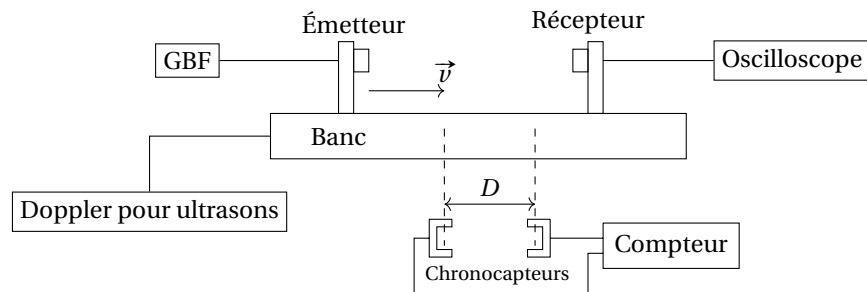 Émetteur
Récepteur
GBF
v
Oscilloscope
Banc
Doppler pour ultrasons
D
Compteur
Chronocapteurs